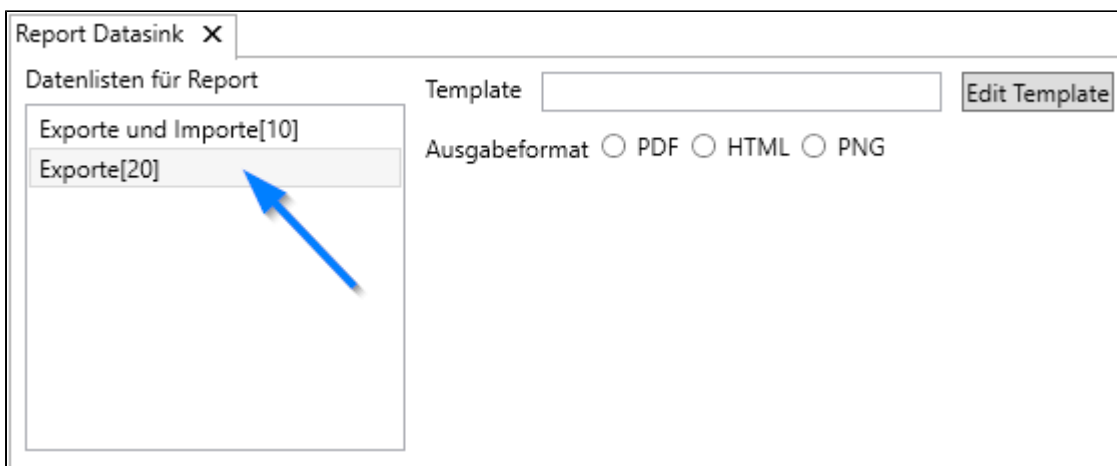 Report Datasink X
Datenlisten für Report
Exporte und Importe[10]
Exporte[20]
Template
Edit Template
Ausgabeformat PDF HTML PNG